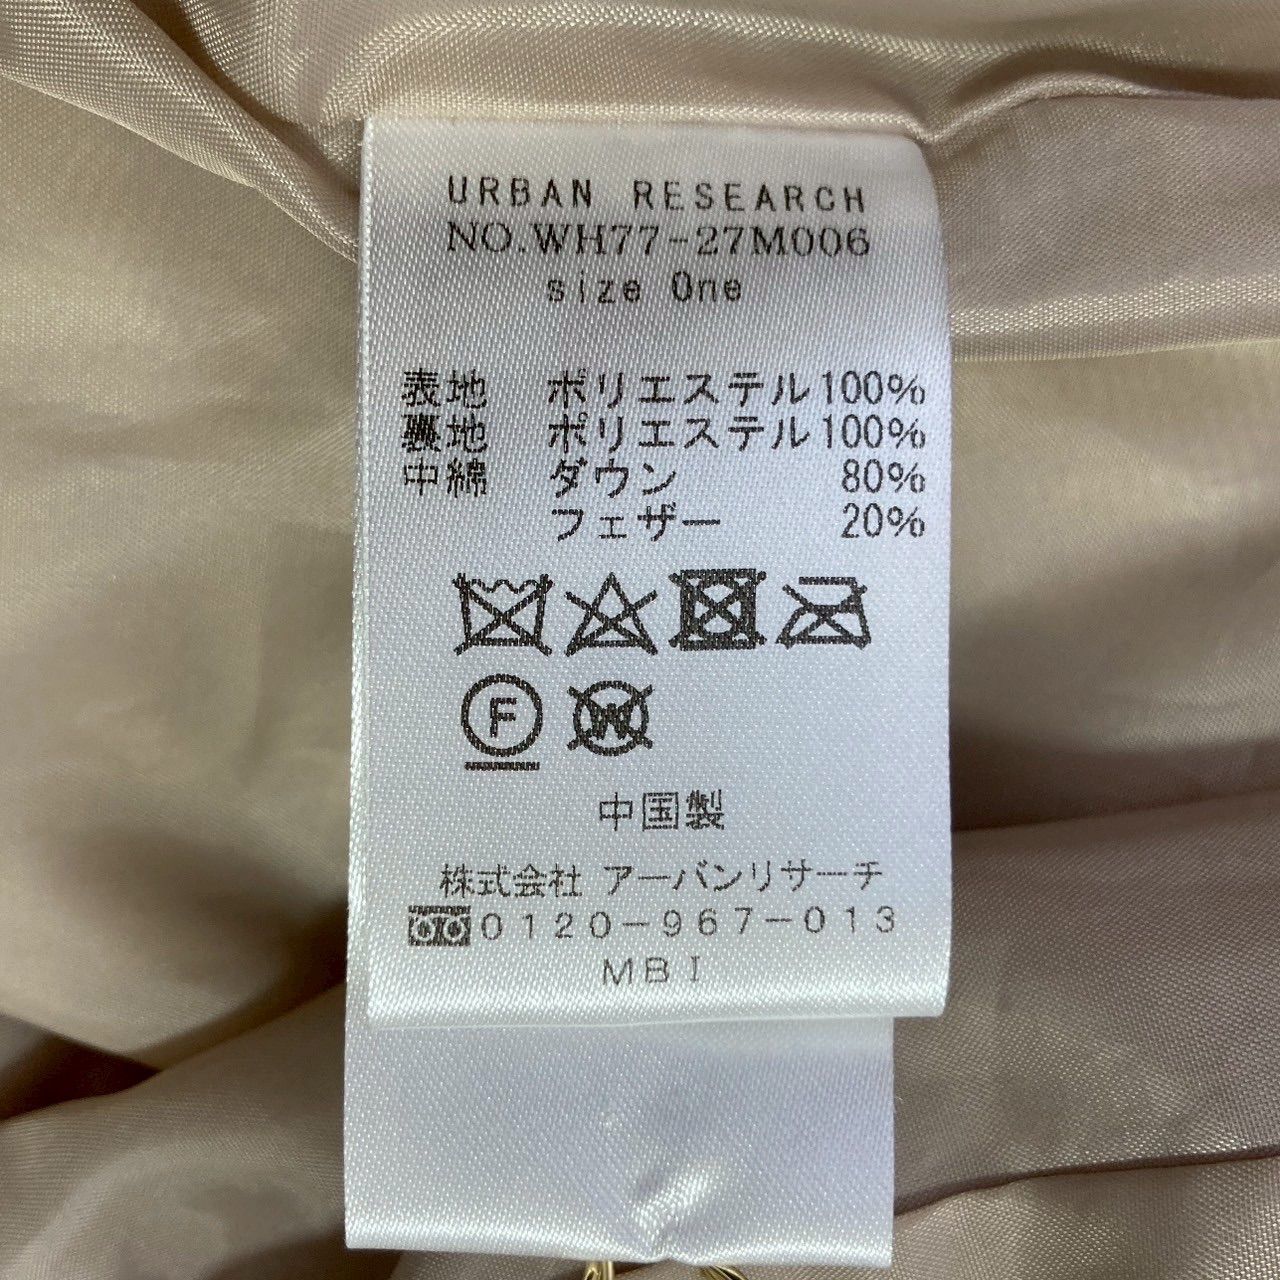 URBAN RESEARCH
NO.WH77-27M006
size One
表地 ポリエステル100%
裏地 ポリエステル100%
中綿 ダウン 80%
フェザー 20%
F W
中国製
株式会社 アーバンリサーチ
0120-967-013
MBI